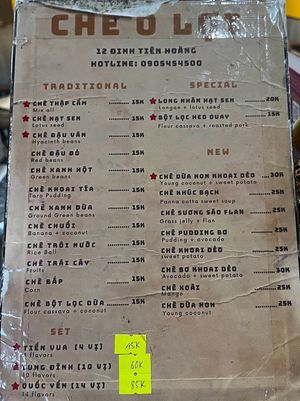 CHÈ O LÉE
12 ĐINH TIÊN HOÀNG
HOTLINE: 0905454500
TRADITIONAL
CHÈ THẬP CẨM ........ 15K
Mix all
CHÈ HẠT SEN ........ 15K
Lotus seed
CHÈ ĐẬU VÁN ........ 15K
Hyacinth beans
CHÈ ĐẬU ĐỎ ........ 15K
Red beans
CHÈ XANH HỘT ........ 15K
Green beans
CHÈ KHOAI TÍA ........ 15K
Taro Pudding
CHÈ XANH DỪA ........ 15K
Ground Green beans
CHÈ CHUỐI ........ 15K
Banana + coconut
CHÈ TRÔI NƯỚC ........ 15K
Rice Ball
CHÈ TRÁI CÂY ........ 15K
Fruits
CHÈ BẮP ........ 15K
Corn
CHÈ BỘT LỌC DỪA ........ 15K
Flour cassava + coconut
SET
TIẾN VUA (4 VỊ) 45K
flavors
CUNG ĐÌNH (10 VỊ) 60K
10 flavors
QUỐC YẾN (14 VỊ) 85K
14 flavors
SPECIAL
LONG NHÃN HẠT SEN ........ 20K
Longan + lotus seed
BỘT LỌC HEO QUAY ........ 15K
Flour cassava + roasted pork
NEW
CHÈ DỪA NON KHOAI DẺO ........ 30K
Young coconut + sweet potato
CHÈ KHÚC BẠCH ........ 25K
Panna cotta sweet soup
CHÈ SƯƠNG SÁO FLAN ........ 25K
Grass jelly + flan
CHÈ PUDDING BƠ ........ 25K
Pudding + avocado
CHÈ KHOAI DẺO ........ 25K
sweet potato
CHÈ BƠ KHOAI DẺO ........ 30K
Avocado + sweet potato
CHÈ XOÀI ........ 25K
Mango
CHÈ DỪA NON ........ 25K
Young coconut